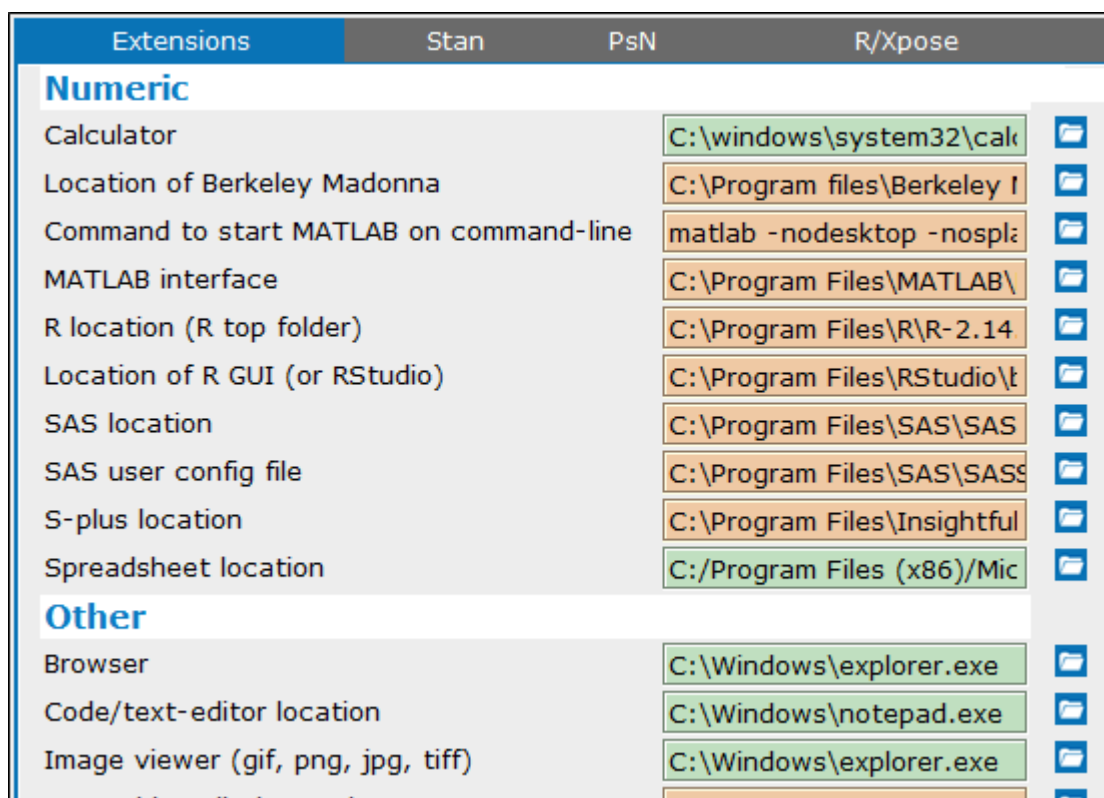 Extensions Stan PsN R/Xpose
Numeric
Calculator C:\windows\system32\calc
Location of Berkeley Madonna C:\Program files\Berkeley
Command to start MATLAB on command-line matlab -nodesktop -nospla
MATLAB interface C:\Program Files\MATLAB\
R location (R top folder) C:\Program Files\R\R-2.14.
Location of R GUI (or RStudio) C:\Program Files\RStudio\b
SAS location C:\Program Files\SAS\SAS
SAS user config file C:\Program Files\SAS\SASS
S-plus location C:\Program Files\Insightful
Spreadsheet location C:/Program Files (x86)/Mic
Other
Browser C:\Windows\explorer.exe
Code/text-editor location C:\Windows\notepad.exe
Image viewer (gif, png, jpg, tiff) C:\Windows\explorer.exe